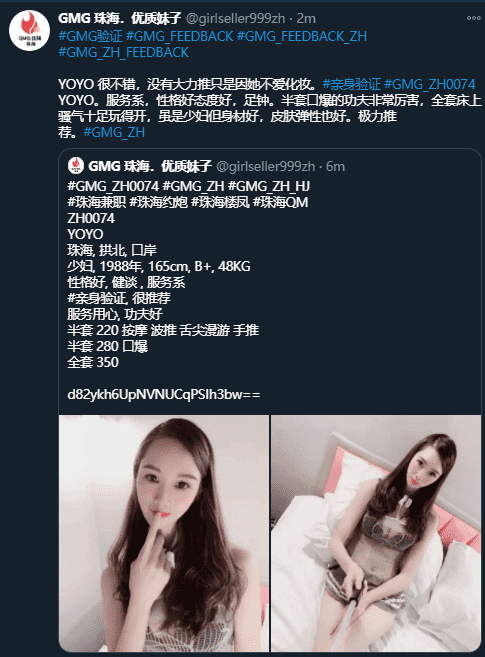 GMG 珠海．优质妹子 @girlseller999zh · 2m
#GMG验证 #GMG_FEEDBACK #GMG_FEEDBACK_ZH
#GMG_ZH_FEEDBACK
YOYO 很不错，没有大力推只是因她不爱化妆。#亲身验证 #GMG_ZH0074
YOYO。服务系，性格好态度好，足钟。半套口爆的功夫非常厉害，全套床上
骚气十足玩得开，虽是少妇但身材好，皮肤弹性也好。极力推
荐。#GMG_ZH
GMG 珠海．优质妹子 @girlseller999zh · 6m
#GMG_ZH0074 #GMG_ZH #GMG_ZH_HJ
#珠海兼职 #珠海约炮 #珠海楼凤 #珠海QM
ZH0074
YOYO
珠海, 拱北, 口岸
少妇, 1988年, 165cm, B+, 48KG
性格好, 健谈 , 服务系
#亲身验证, 很推荐
服务用心, 功夫好
半套 220 按摩 波推 舌尖漫游 手推
半套 280 口爆
全套 350
d82ykh6UpNVNUCqPSIh3bw==